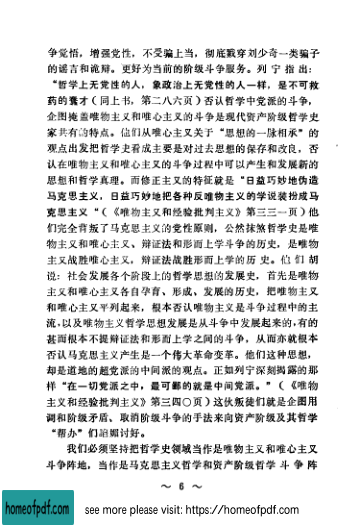 争觉悟，增强党性，不受骗上当，彻底戳穿刘少奇一类骗子
的谣言和诡辩。更好为当前的阶级斗争服务。列宁指出：
“哲学上无党性的人，象政治上无党性的人一样，是不可救
药的蠢才（同上书，第二八六页）否认哲学中党派的斗争，
企图掩盖唯物主义和唯心主义的斗争是现代资产阶级哲学史
家共有的特点。他们从唯心主义关于“思想的一脉相承”的
观点出发把哲学史看成主要是对过去思想的保存和改良，否
认在唯物主义和唯心主义的斗争过程中可以产生和发展新的
思想和哲学真理。而修正主义的特征就是“日益巧妙地伪造
马克思主义，日益巧妙地把各种反唯物主义的学说装扮成马
克思主义”（《唯物主义和经验批判主义》第三三一页）他
们完全背叛了马克思主义的党性原则，公然抹煞哲学史是唯
物主义和唯心主义、辩证法和形而上学斗争的历史，是唯物
主义战胜唯心主义，辩证法战胜形而上学的历史。他们胡
说：社会发展各个阶段上的哲学思想的发展史，首先是唯物
主义和唯心主义各自孕育、形成、发展的历史，把唯物主义
和唯心主义平列起来，根本否认唯物主义是斗争过程中的主
流，以及唯物主义哲学思想发展是从斗争中发展起来的，有的
甚而根本不提辩证法和形而上学之间的斗争，从而亦就根本
否认马克思主义产生是一个伟大革命变革。他们这种思想，
却是道地的超党派的中间派的观点。正如列宁深刻揭露的那
样“在一切党派之中，最可鄙的就是中间党派。”（《唯物
主义和经验批判主义》第三四〇页）这伙叛徒们就是企图用
调和阶级矛盾、取消阶级斗争的手法来向资产阶级及其哲学
“帮办”们谄媚讨好。
我们必须坚持把哲学史领域当作是唯物主义和唯心主义
斗争阵地，当作是马克思主义哲学和资产阶级哲学斗争阵
～ 6 ～
homeofpdf.com
see more please visit: https://homeofpdf.com